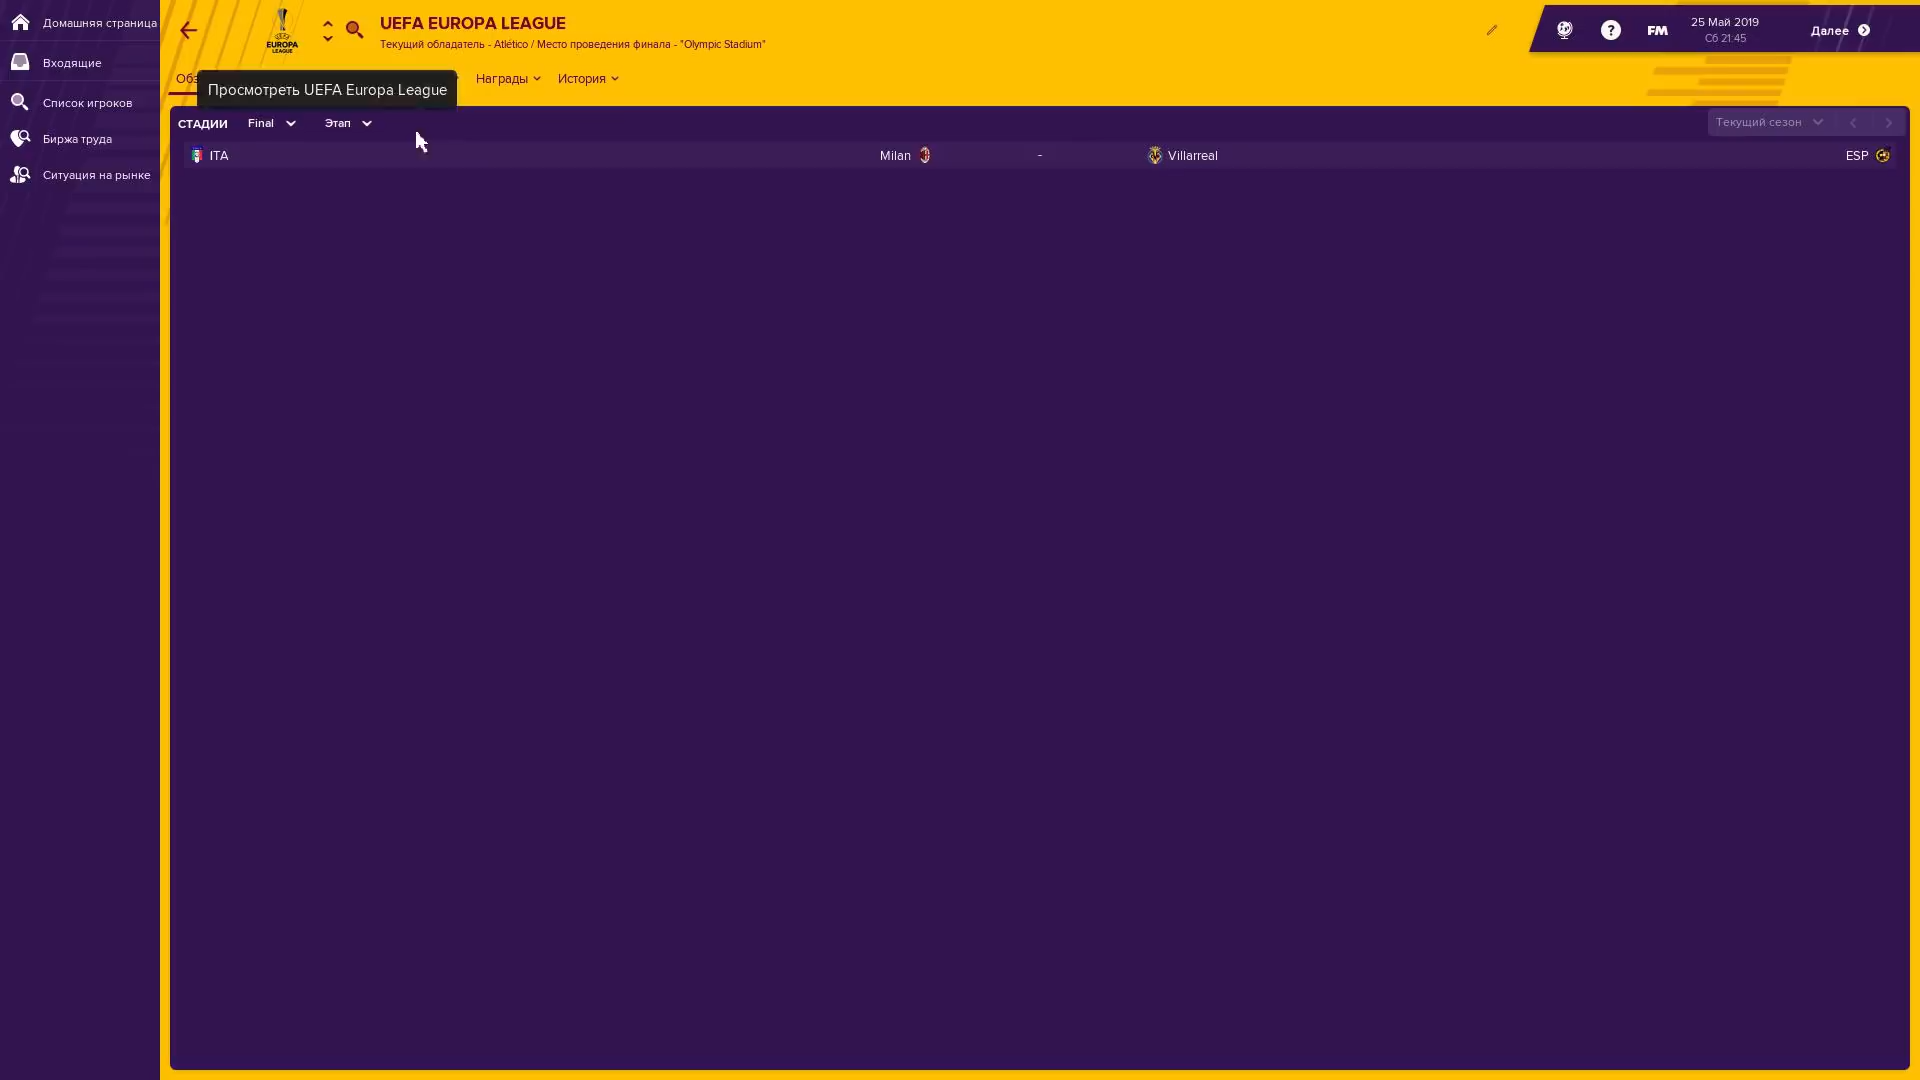 Домашняя страница
Входящие
Список игроков
Биржа труда
Ситуация на рынке
EUROPA
LEAGUE
UEFA EUROPA LEAGUE
Текущий обладатель - Atlético / Место проведения финала - "Olympic Stadium"
FM
25 Май 2019
Сб 21:45
Далее
Награды
История
Просмотреть UEFA Europa League
СТАДИИ Final Этап
Текущий сезон
ITA Milan - Villarreal ESP